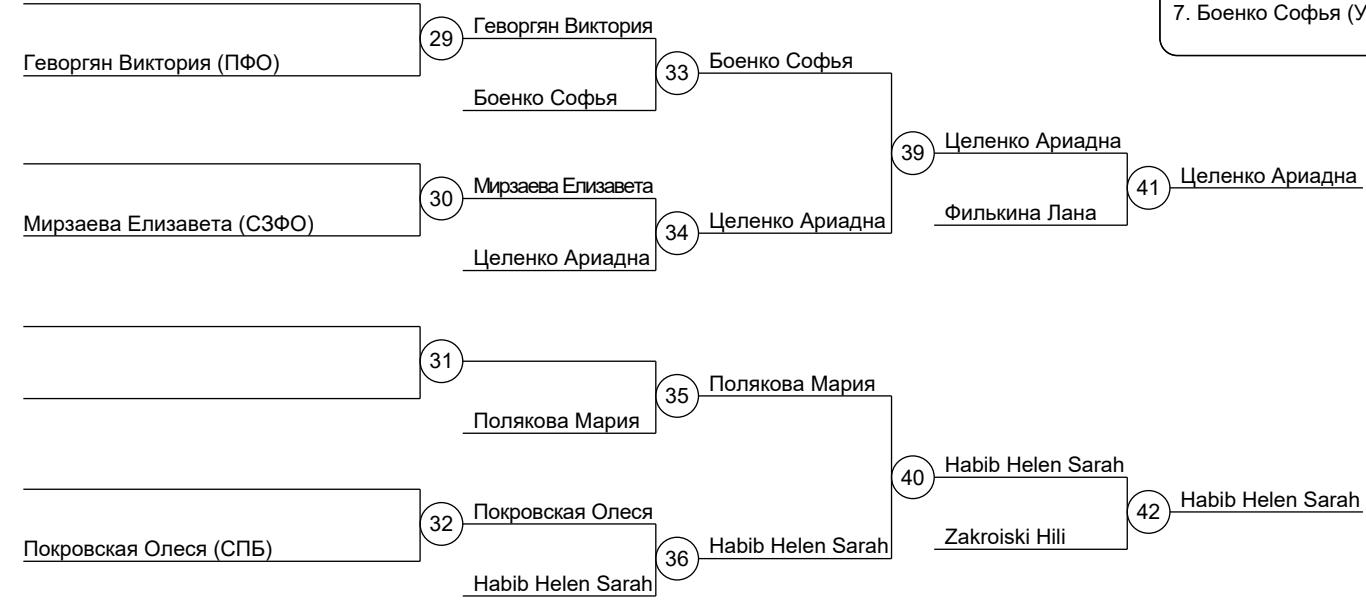 7. Боенко Софья (У
29
Геворгян Виктория
Геворгян Виктория (ПФО)
33
Боенко Софья
Боенко Софья
39
Целенко Ариадна
30
Мирзаева Елизавета
41
Целенко Ариадна
Мирзаева Елизавета (СЗФО)
Филькина Лана
34
Целенко Ариадна
Целенко Ариадна
31
35
Полякова Мария
Полякова Мария
40
Habib Helen Sarah
42
Habib Helen Sarah
32
Покровская Олеся
Zakroiski Hili
Покровская Олеся (СПБ)
36
Habib Helen Sarah
Habib Helen Sarah